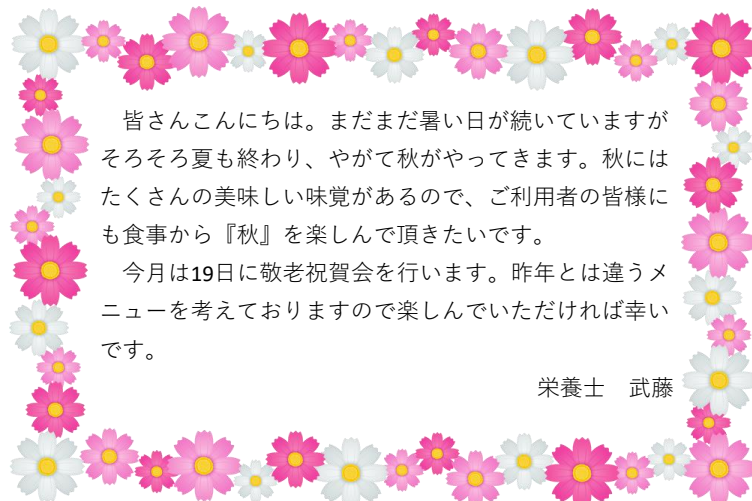 皆さんこんにちは。まだまだ暑い日が続いていますが
そろそろ夏も終わり、やがて秋がやってきます。秋には
たくさんの美味しい味覚があるので、ご利用者の皆様に
も食事から『秋』を楽しんで頂きたいです。
　今月は19日に敬老祝賀会を行います。昨年とは違うメ
ニューを考えておりますので楽しんでいただければ幸い
です。
栄養士　武藤